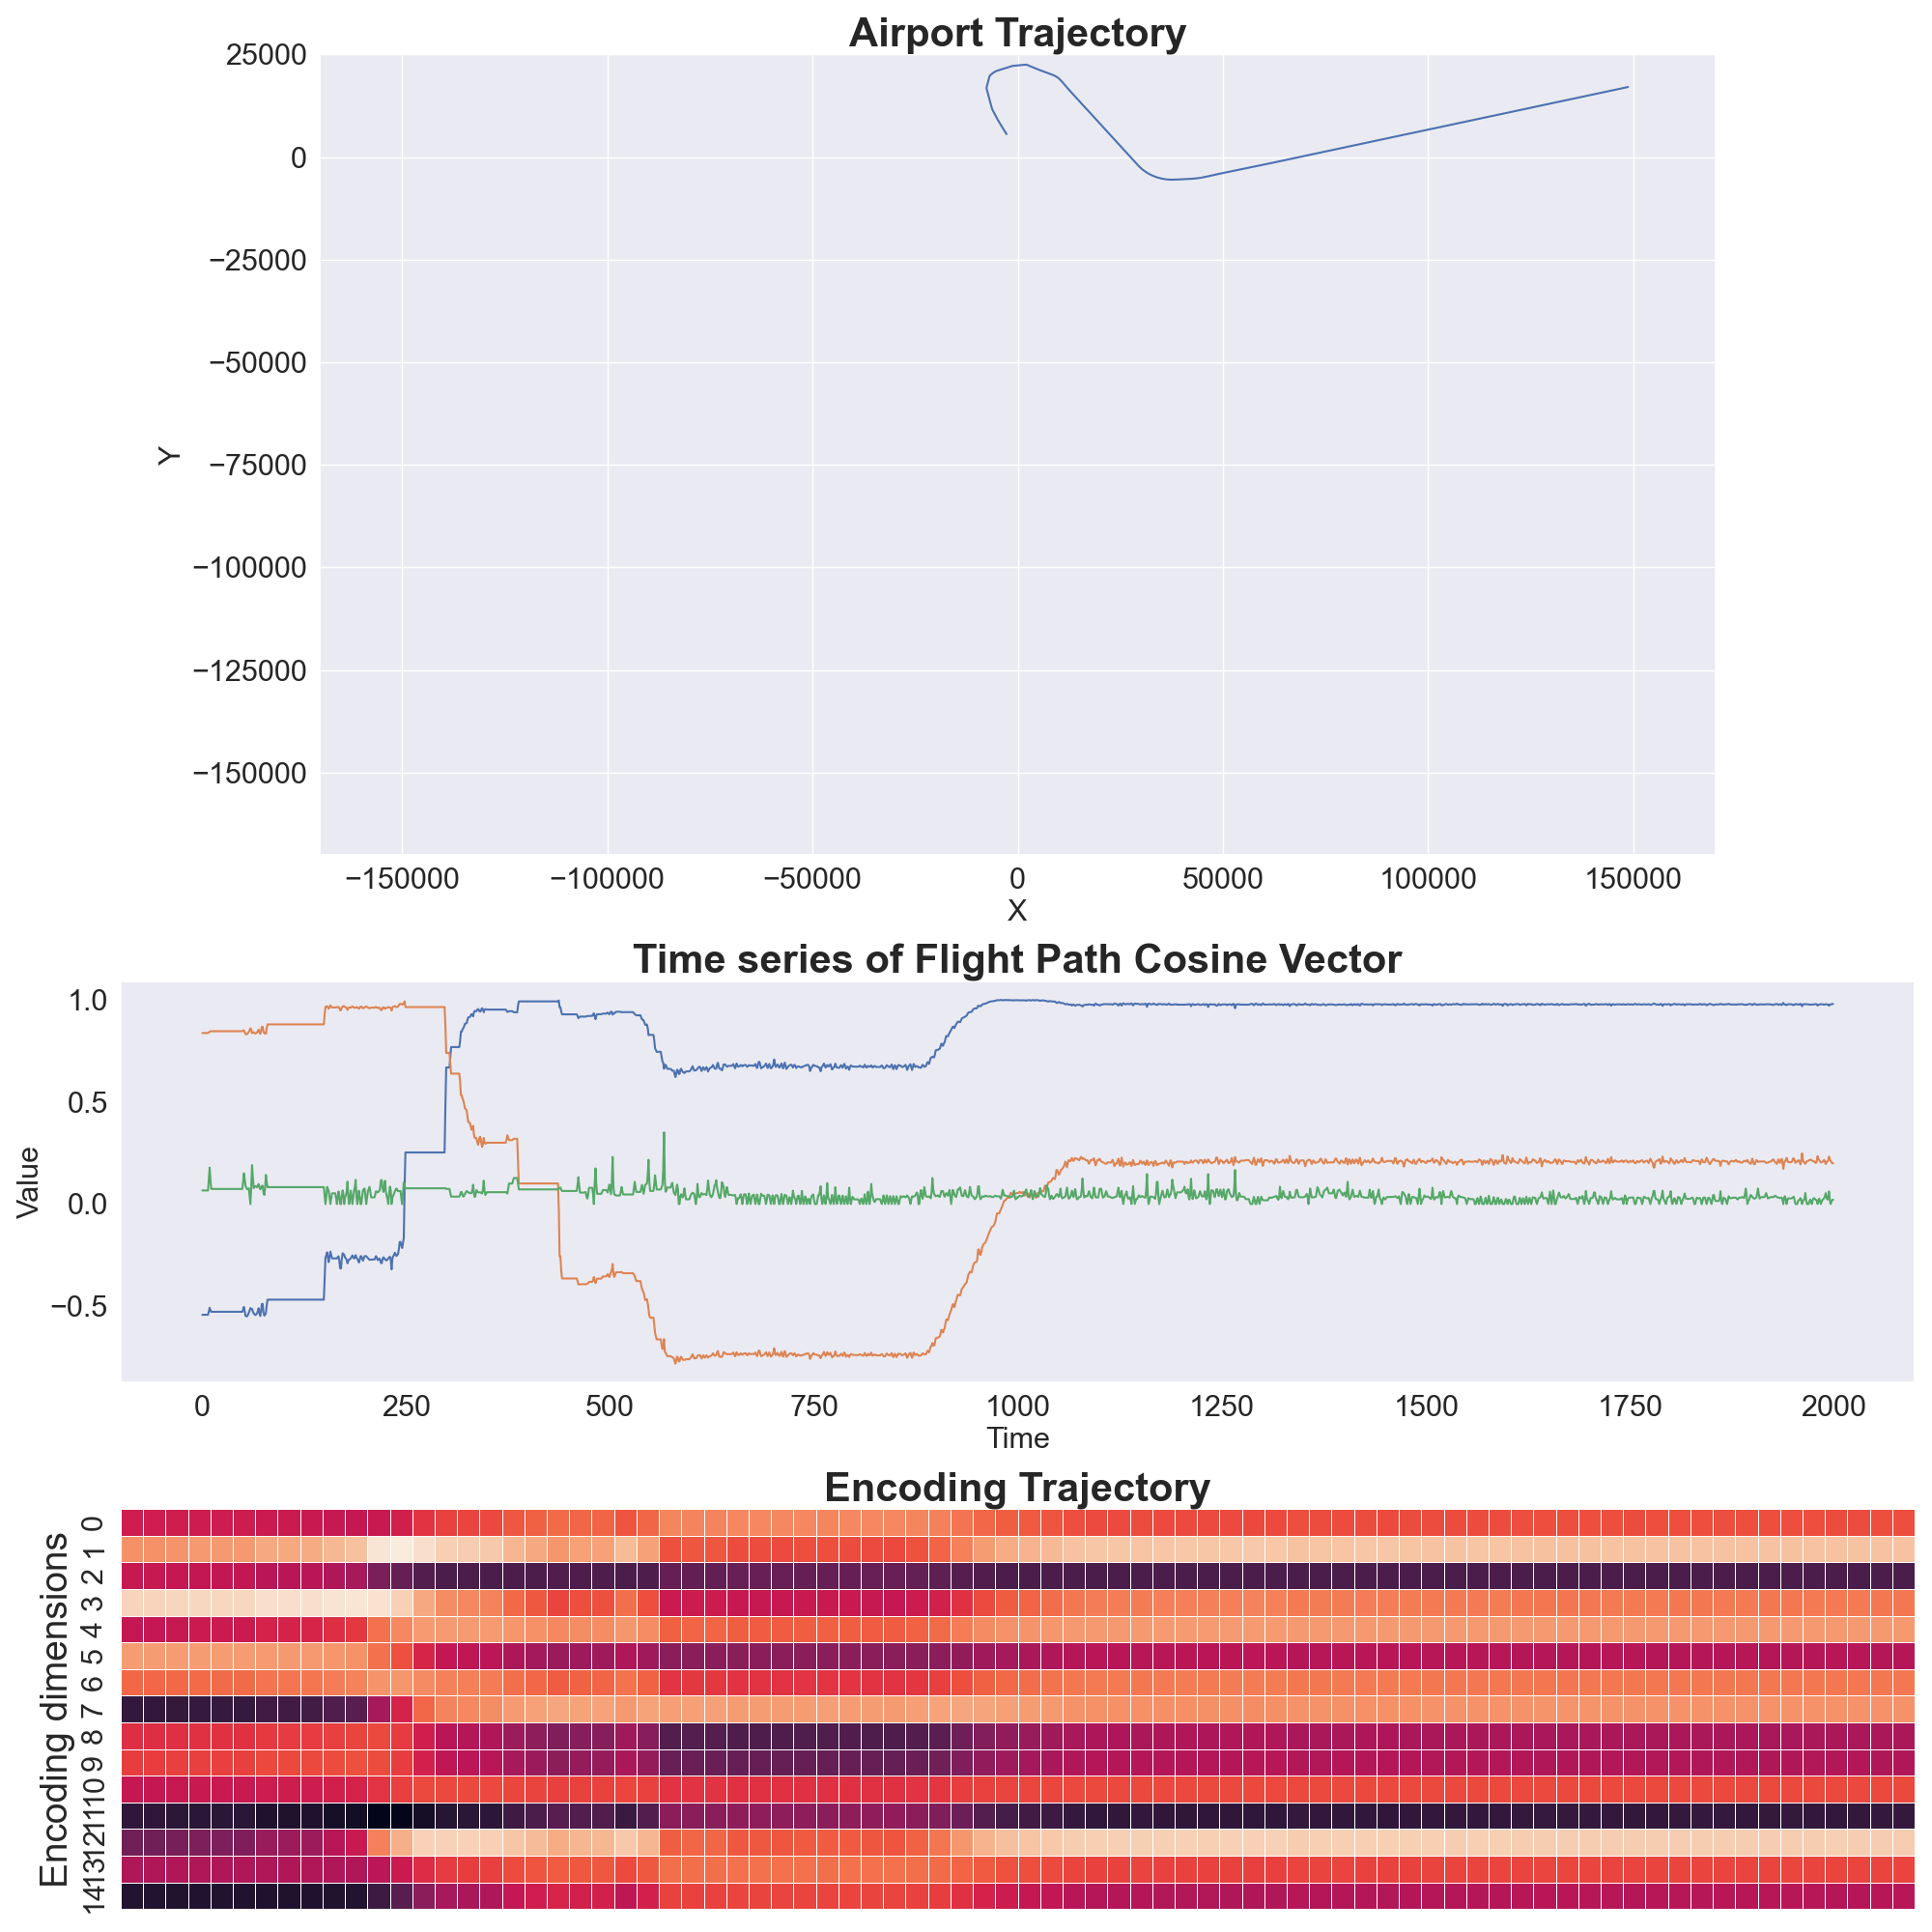 Airport Trajectory
25000
0
−25000
−50000
−75000
−100000
−125000
−150000
Y
−150000 −100000 −50000 0 50000 100000 150000
X
Time series of Flight Path Cosine Vector
1.0
0.5
0.0
−0.5
Value
0 250 500 750 1000 1250 1500 1750 2000
Time
Encoding Trajectory
Encoding dimensions
0
1
2
3
4
5
6
7
8
9
10
11
12
13
14